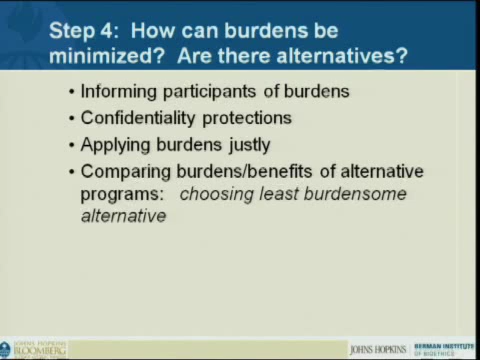 Step 4:  How can burdens be
minimized?  Are there alternatives?
• Informing participants of burdens
• Confidentiality protections
• Applying burdens justly
• Comparing burdens/benefits of alternative
programs:   choosing least burdensome
alternative
JOHNS HOPKINS
BLOOMBERG
JOHNS HOPKINS
BERMAN INSTITUTE
OF BIOETHICS